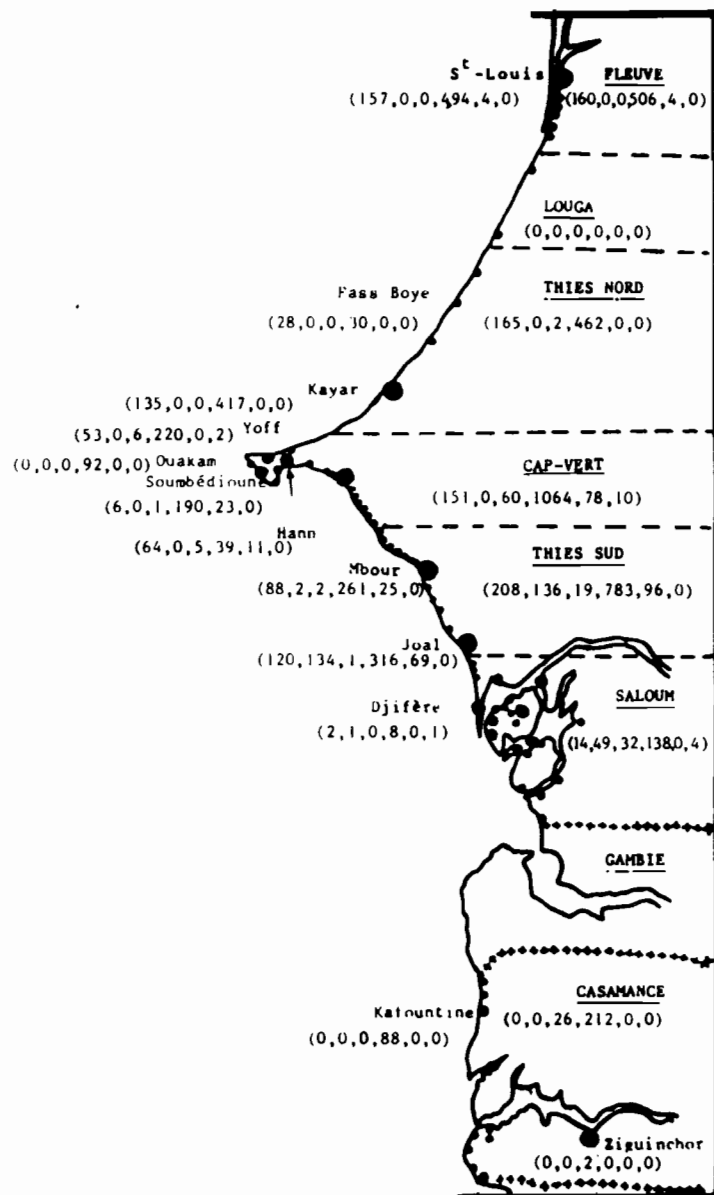 St-Louis FLEUVE
(157,0,0,494,4,0) (160,0,0,506,4,0)
LOUGA
(0,0,0,0,0,0)
Fass Boye THIES NORD
(28,0,0,30,0,0) (165,0,2,462,0,0)
Kayar
(135,0,0,417,0,0)
Yoff
(53,0,6,220,0,2)
Ouakam CAP-VERT
(0,0,0,92,0,0)
Soumbédioune (151,0,60,1064,78,10)
(6,0,1,190,23,0)
Hann
(64,0,5,39,11,0) THIES SUD
Mbour
(88,2,2,261,25,0) (208,136,19,783,96,0)
Joal
(120,134,1,316,69,0)
SALOUM
Djifère
(2,1,0,8,0,1) (14,49,32,138,0,4)
GAMBIE
CASAMANCE
Kafountine (0,0,26,212,0,0)
(0,0,0,88,0,0)
Ziguinchor
(0,0,2,0,0,0)